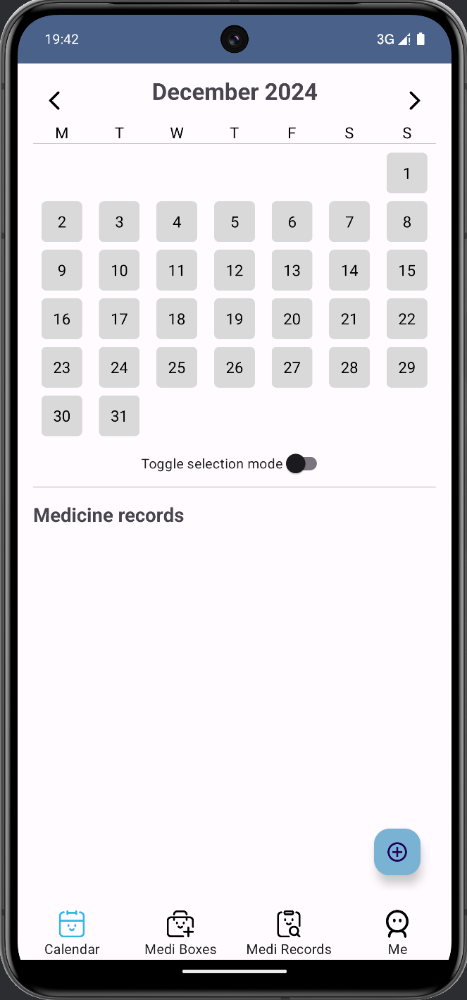 19:42 3G
December 2024
M T W T F S S
1
2 3 4 5 6 7 8
9 10 11 12 13 14 15
16 17 18 19 20 21 22
23 24 25 26 27 28 29
30 31
Toggle selection mode
Medicine records
Calendar Medi Boxes Medi Records Me